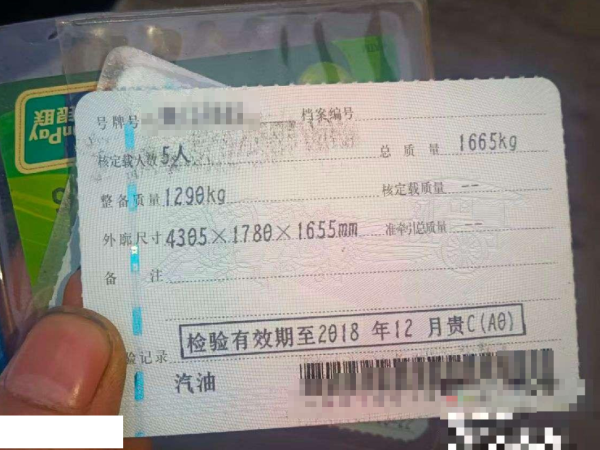 号牌号 档案编号
核定载人数 5人 总质量 1665kg
整备质量 1290kg 核定载质量 --
外廓尺寸 4305×1780×1655mm 准牵引总质量 --
备注
检验有效期至2018 年12 月贵C(A0)
验记录
汽油
nPay
银联